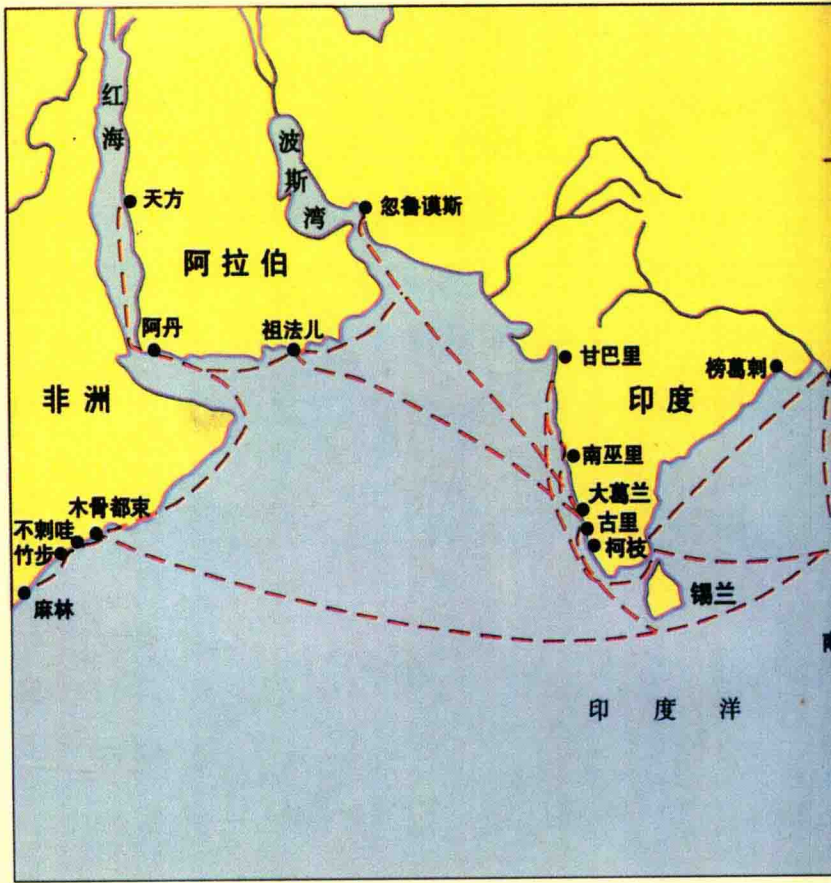 红海
波斯湾
天方
忽鲁谟斯
阿拉伯
阿丹
祖法儿
甘巴里
榜葛刺
非洲
印度
南巫里
木骨都束
大葛兰
不刺哇
古里
竹步
柯枝
麻林
锡兰
印度洋